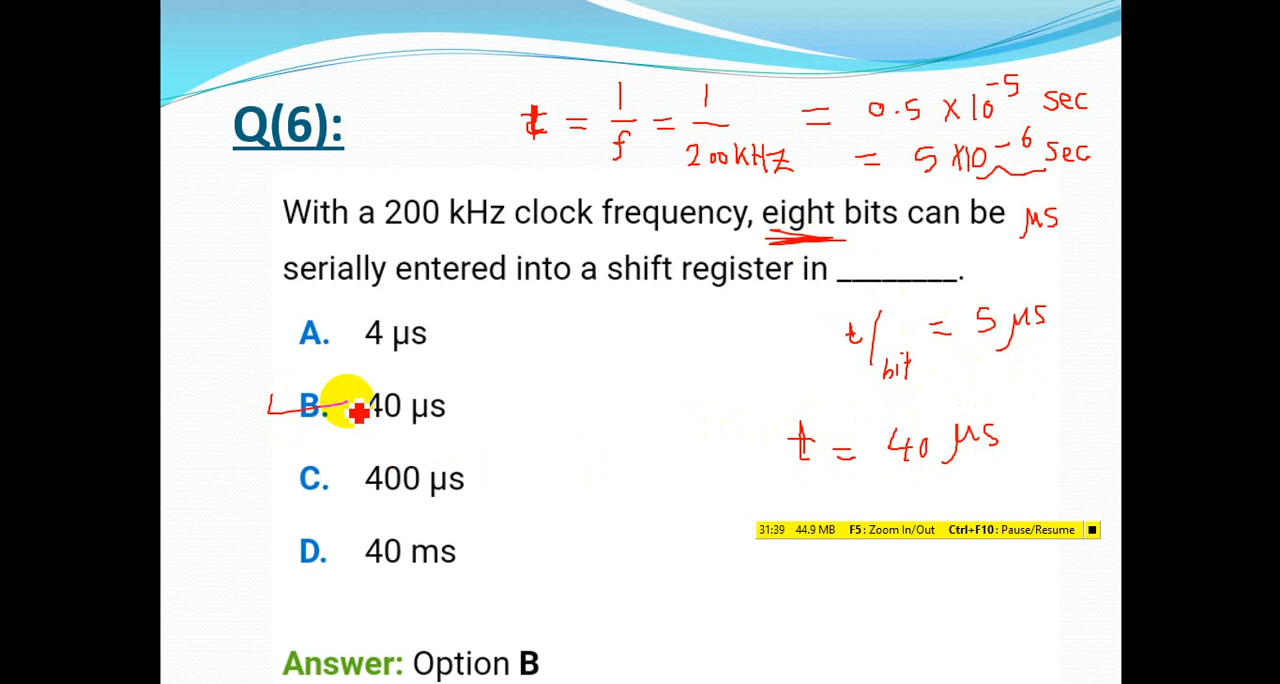 Q(6):
t = 1/f = 1/200KHZ = 0.5 X 10⁻⁵ sec
= 5 X10⁻⁶ sec
With a 200 kHz clock frequency, eight bits can be
μs
serially entered into a shift register in ________.
A. 4 μs
t/bit = 5 μs
B. 40 μs
t = 40 μs
C. 400 μs
31:39 44.9 MB F5: Zoom In/Out Ctrl+F10: Pause/Resume
D. 40 ms
Answer: Option B